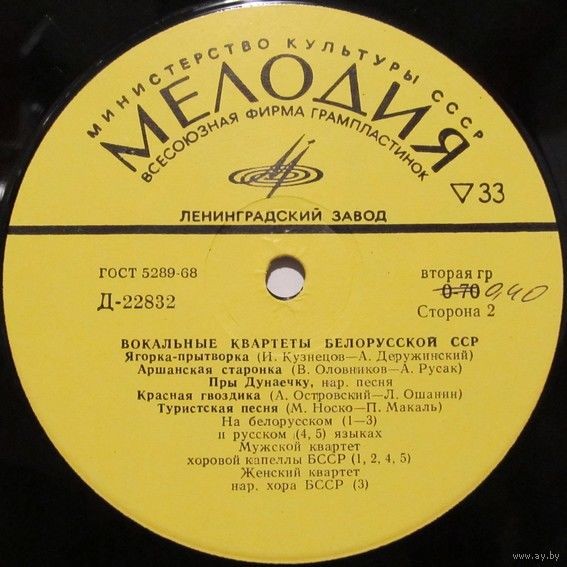 МИНИСТЕРСТВО КУЛЬТУРЫ СССР
МЕЛОДИЯ
ВСЕСОЮЗНАЯ ФИРМА ГРАМПЛАСТИНОК
▽33
ЛЕНИНГРАДСКИЙ ЗАВОД
ГОСТ 5289-68
вторая гр
Д-22832
0-70 0,40
Сторона 2
ВОКАЛЬНЫЕ КВАРТЕТЫ БЕЛОРУССКОЙ ССР
Ягорка-прытворка (И. Кузнецов—А. Деружинский)
Аршанская старонка (В. Оловников—А. Русак)
Пры Дунаечку, нар. песня
Красная гвоздика (А. Островский—Л. Ошанин)
Туристская песня (М. Носко—П. Макаль)
На белорусском (1—3)
и русском (4, 5) языках
Мужской квартет
хоровой капеллы БССР (1, 2, 4, 5)
Женский квартет
нар. хора БССР (3)
www.ay.by